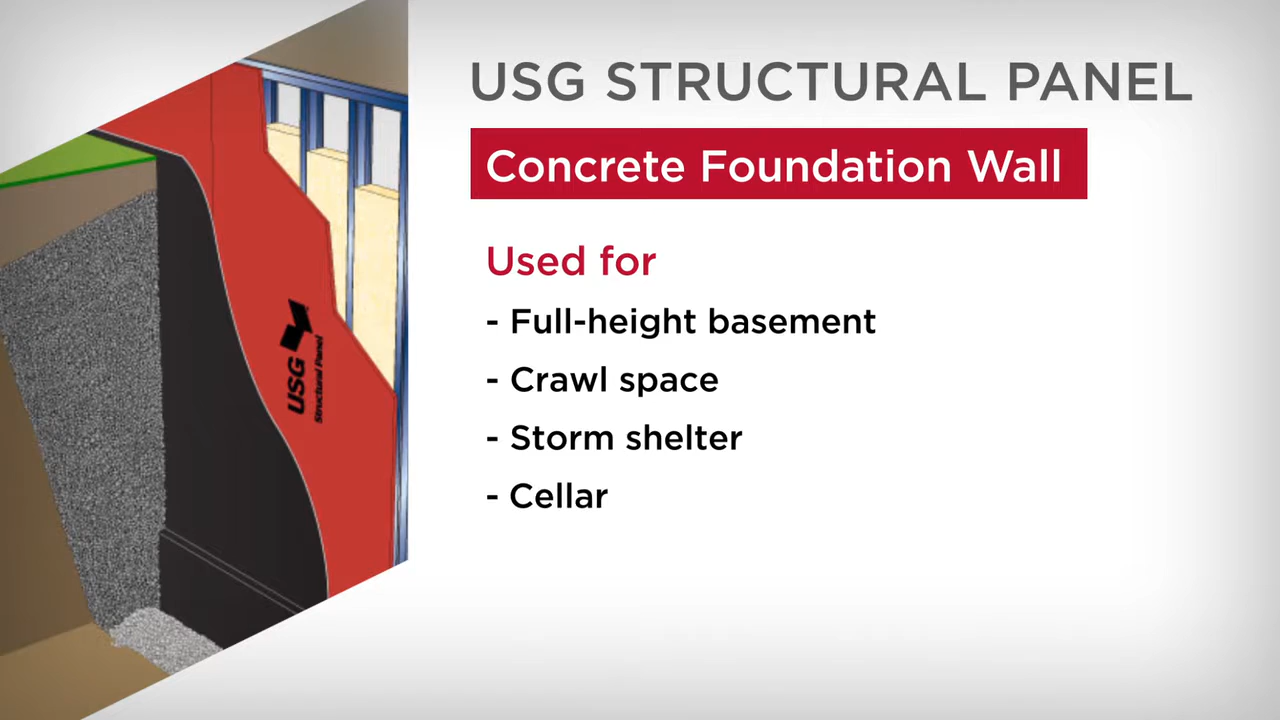 USG STRUCTURAL PANEL
Concrete Foundation Wall
Used for
- Full-height basement
- Crawl space
- Storm shelter
- Cellar
USG
Structural Panel